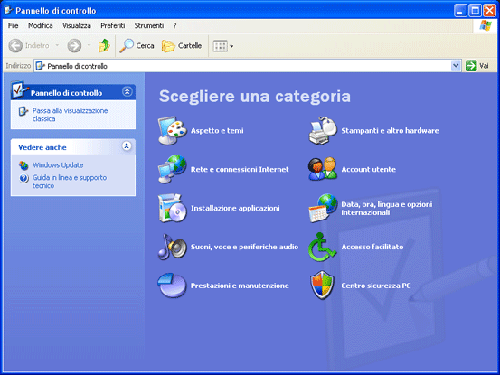 Pannello di controllo
File Modifica Visualizza Preferiti Strumenti ?
Indietro Cerca Cartelle
Indirizzo Pannello di controllo Vai
Pannello di controllo
Passa alla visualizzazione
classica
Vedere anche
Windows Update
Guida in linea e supporto
tecnico
Scegliere una categoria
Aspetto e temi
Stampanti e altro hardware
Rete e connessioni Internet
Account utente
Installazione applicazioni
Data, ora, lingua e opzioni
internazionali
Suoni, voce e periferiche audio
Accesso facilitato
Prestazioni e manutenzione
Centro sicurezza PC